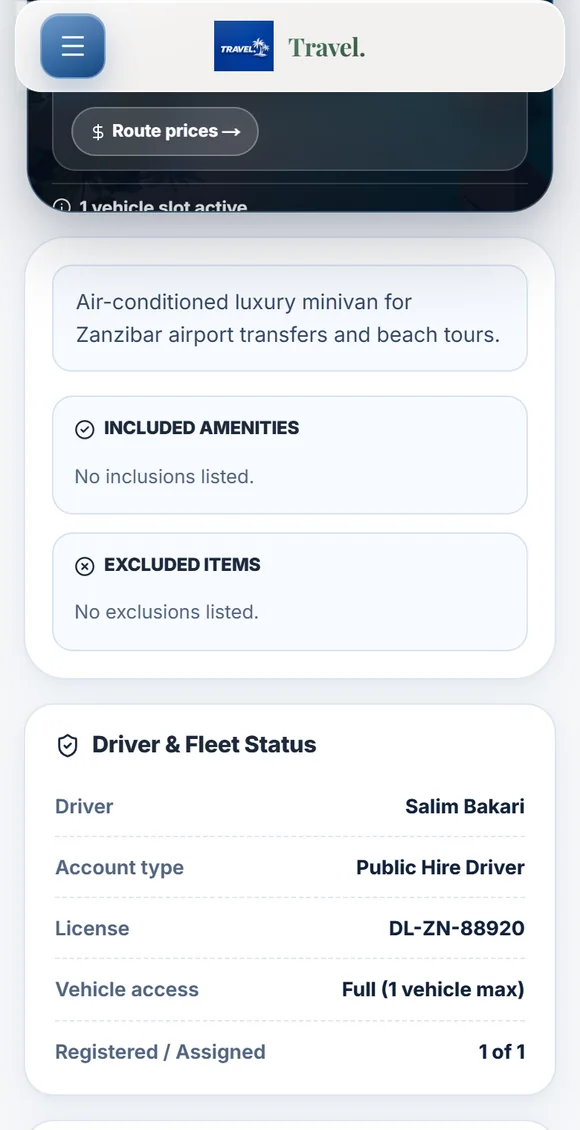 TRAVEL.
Travel.
Route prices →
1 vehicle slot active
Air-conditioned luxury minivan for
Zanzibar airport transfers and beach tours.
INCLUDED AMENITIES
No inclusions listed.
EXCLUDED ITEMS
No exclusions listed.
Driver & Fleet Status
Driver Salim Bakari
Account type Public Hire Driver
License DL-ZN-88920
Vehicle access Full (1 vehicle max)
Registered / Assigned 1 of 1